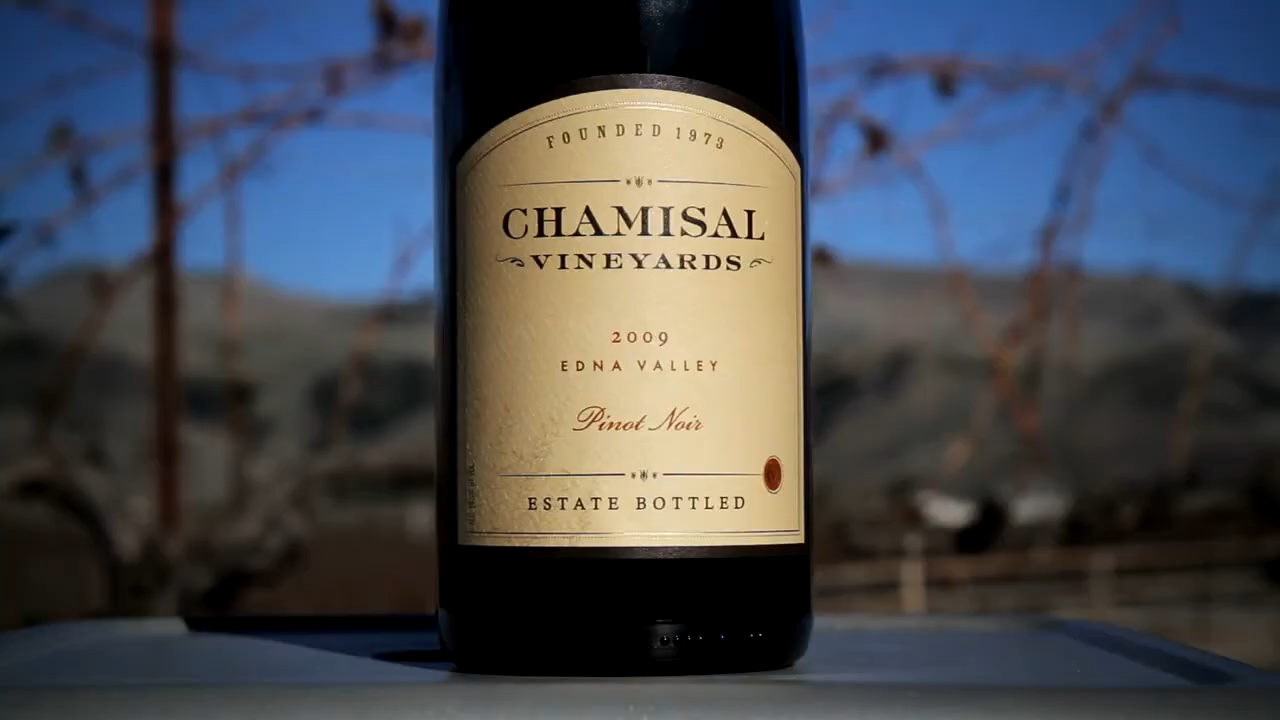 FOUNDED 1973
CHAMISAL
VINEYARDS
2009
EDNA VALLEY
Pinot Noir
ESTATE BOTTLED